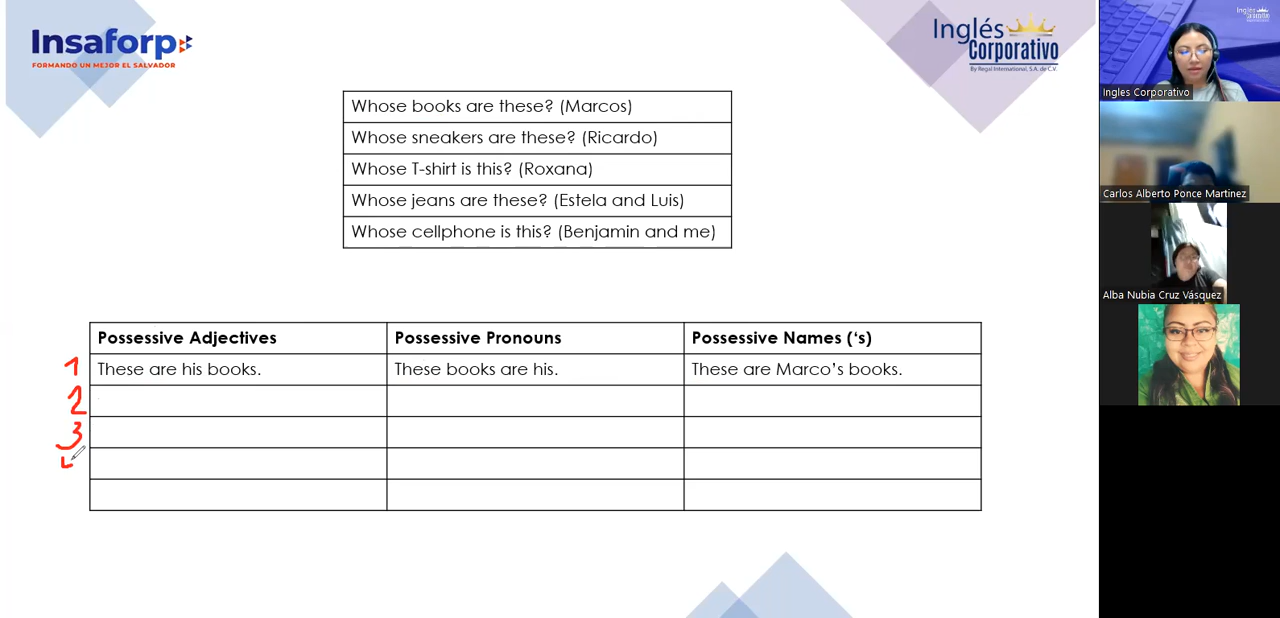 Insaforp
FORMANDO UN MEJOR EL SALVADOR
Inglés
Corporativo
By Regal International, S.A. de C.V.
Whose books are these? (Marcos)
Whose sneakers are these? (Ricardo)
Whose T-shirt is this? (Roxana)
Whose jeans are these? (Estela and Luis)
Whose cellphone is this? (Benjamin and me)
Possessive Adjectives Possessive Pronouns Possessive Names (‘s)
1 These are his books. These books are his. These are Marco’s books.
2
3
Ingles Corporativo
Carlos Alberto Ponce Martinez
Alba Nubia Cruz Vásquez